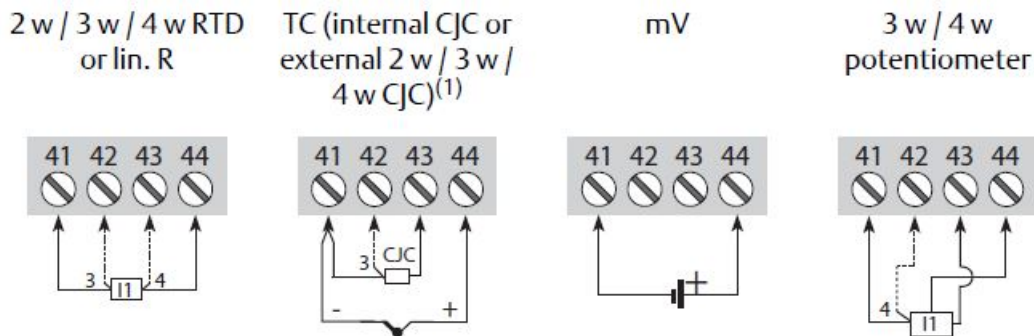 2 w / 3 w / 4 w RTD
or lin. R
TC (internal CJC or
external 2 w / 3 w /
4 w CJC)(1)
mV
3 w / 4 w
potentiometer
41 42 43 44
41 42 43 44
41 42 43 44
41 42 43 44
3 I1 4
3 CJC
- +
+
4 I1